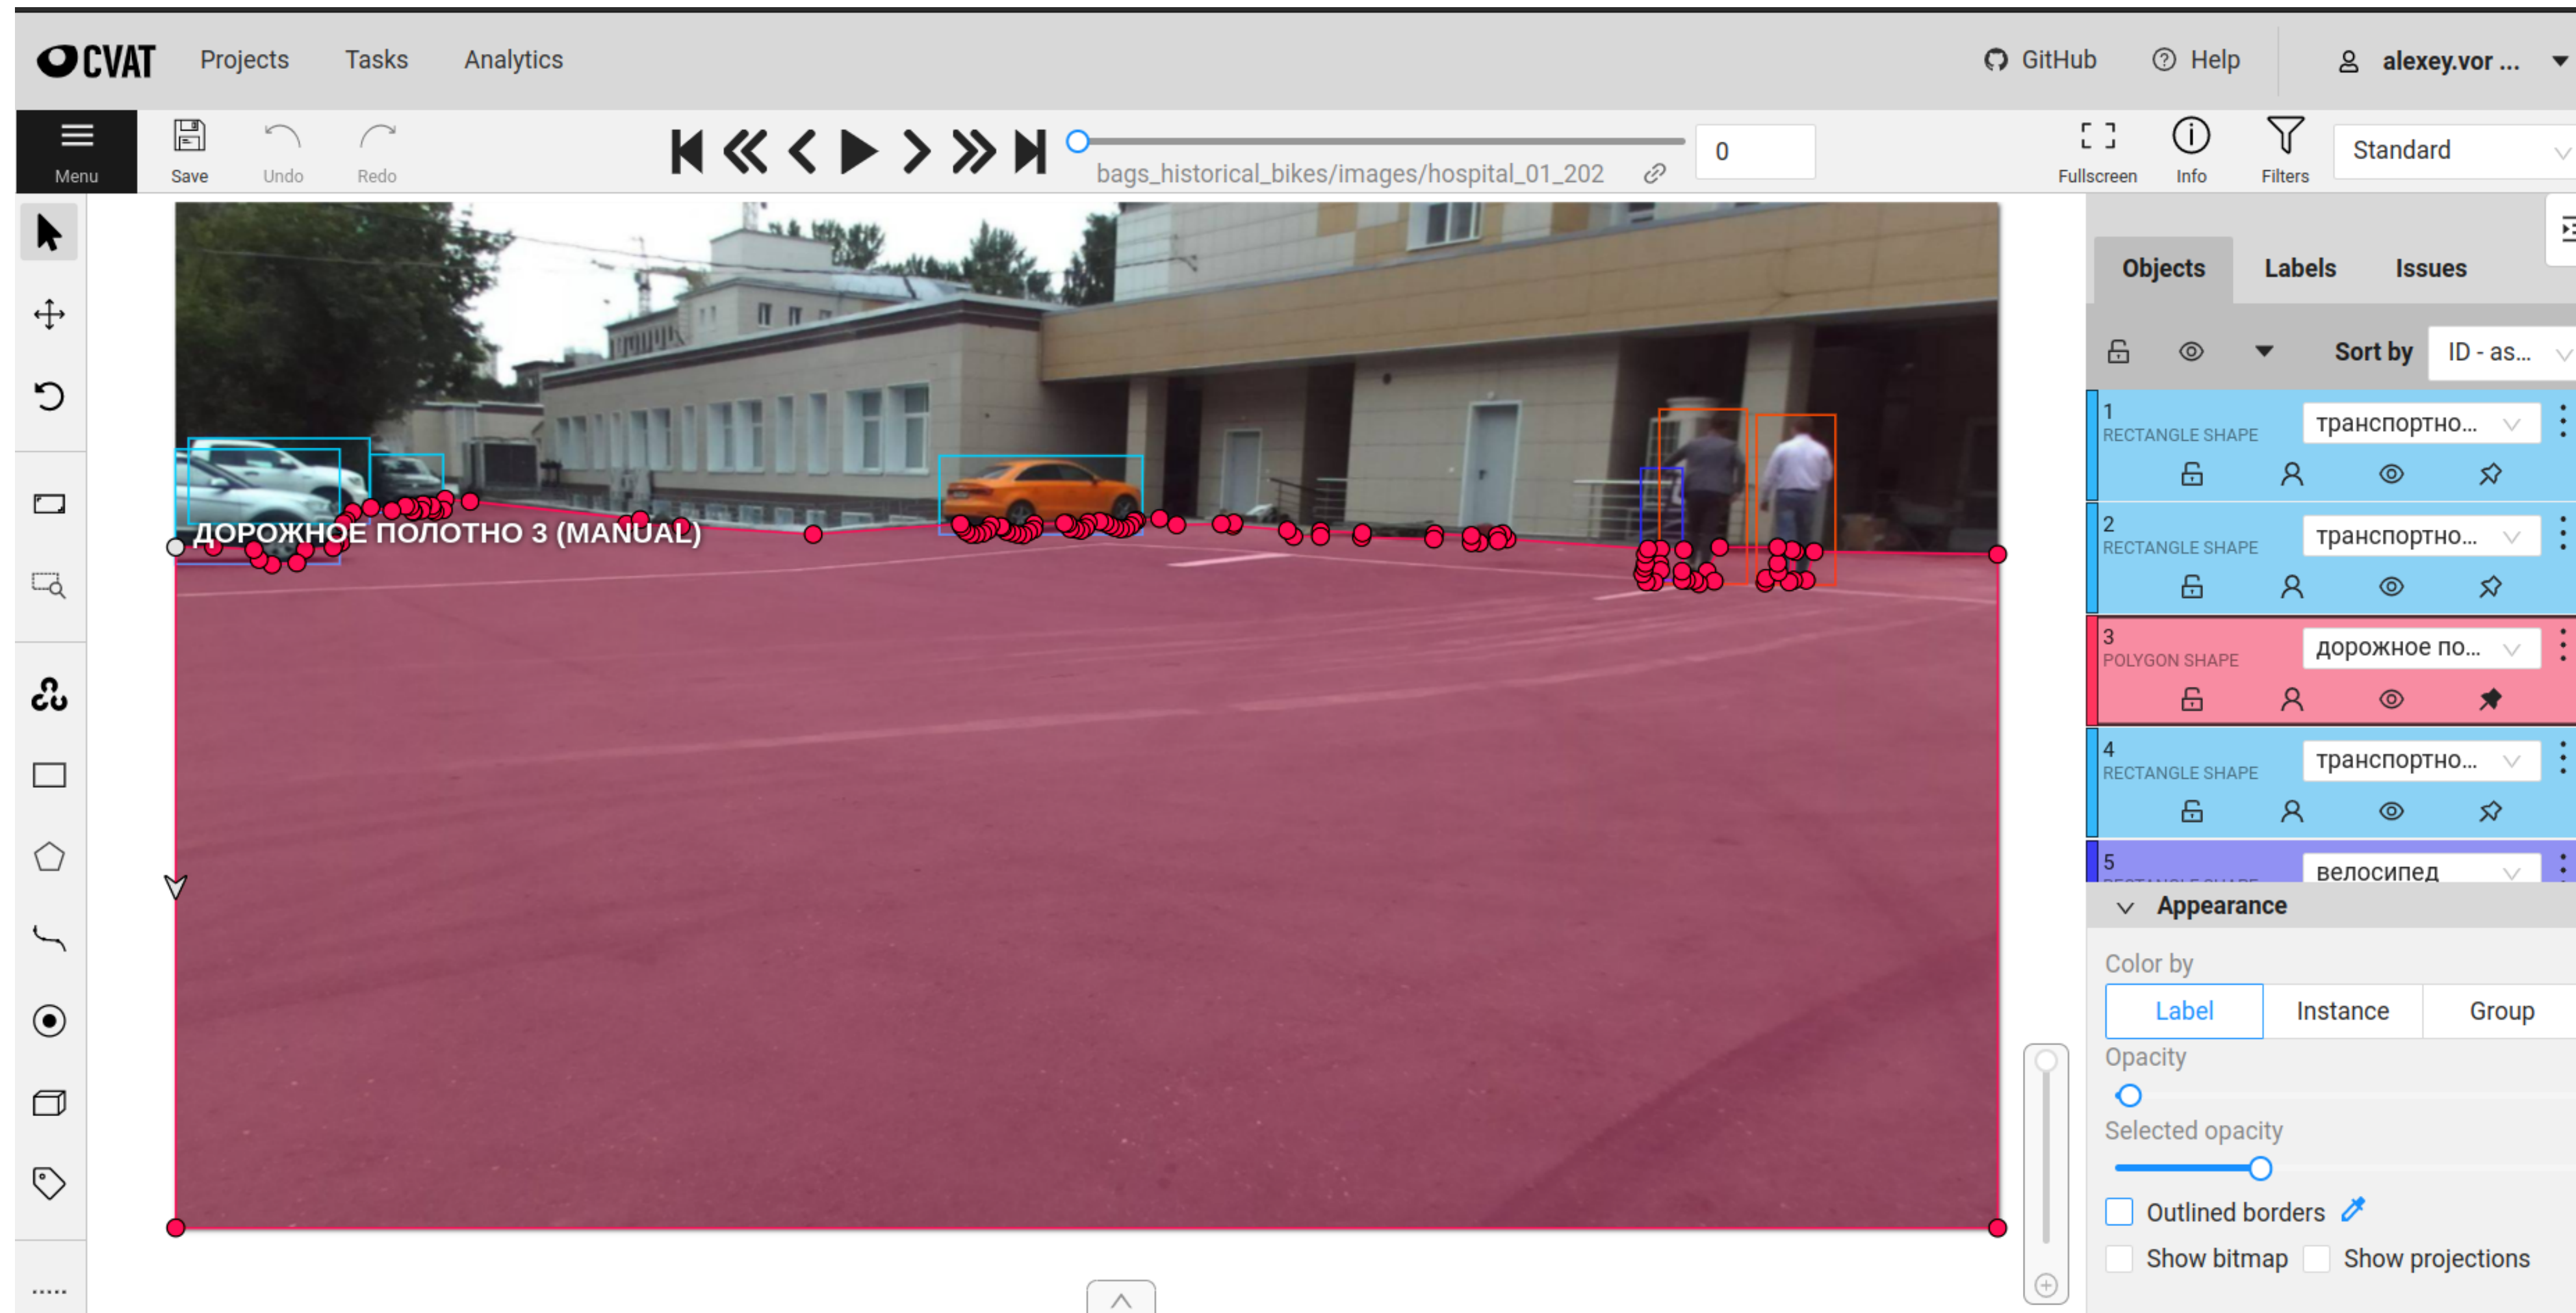 CVAT Projects Tasks Analytics GitHub Help alexey.vor ...
Menu Save Undo Redo bags_historical_bikes/images/hospital_01_202 0 Fullscreen Info Filters Standard
Objects Labels Issues
Sort by ID - as...
1 транспортно...
RECTANGLE SHAPE
2 транспортно...
RECTANGLE SHAPE
ДОРОЖНОЕ ПОЛОТНО 3 (MANUAL)
3 дорожное по...
POLYGON SHAPE
4 транспортно...
RECTANGLE SHAPE
5 велосипед
RECTANGLE SHAPE
Appearance
Color by
Label Instance Group
Opacity
Selected opacity
Outlined borders
Show bitmap Show projections